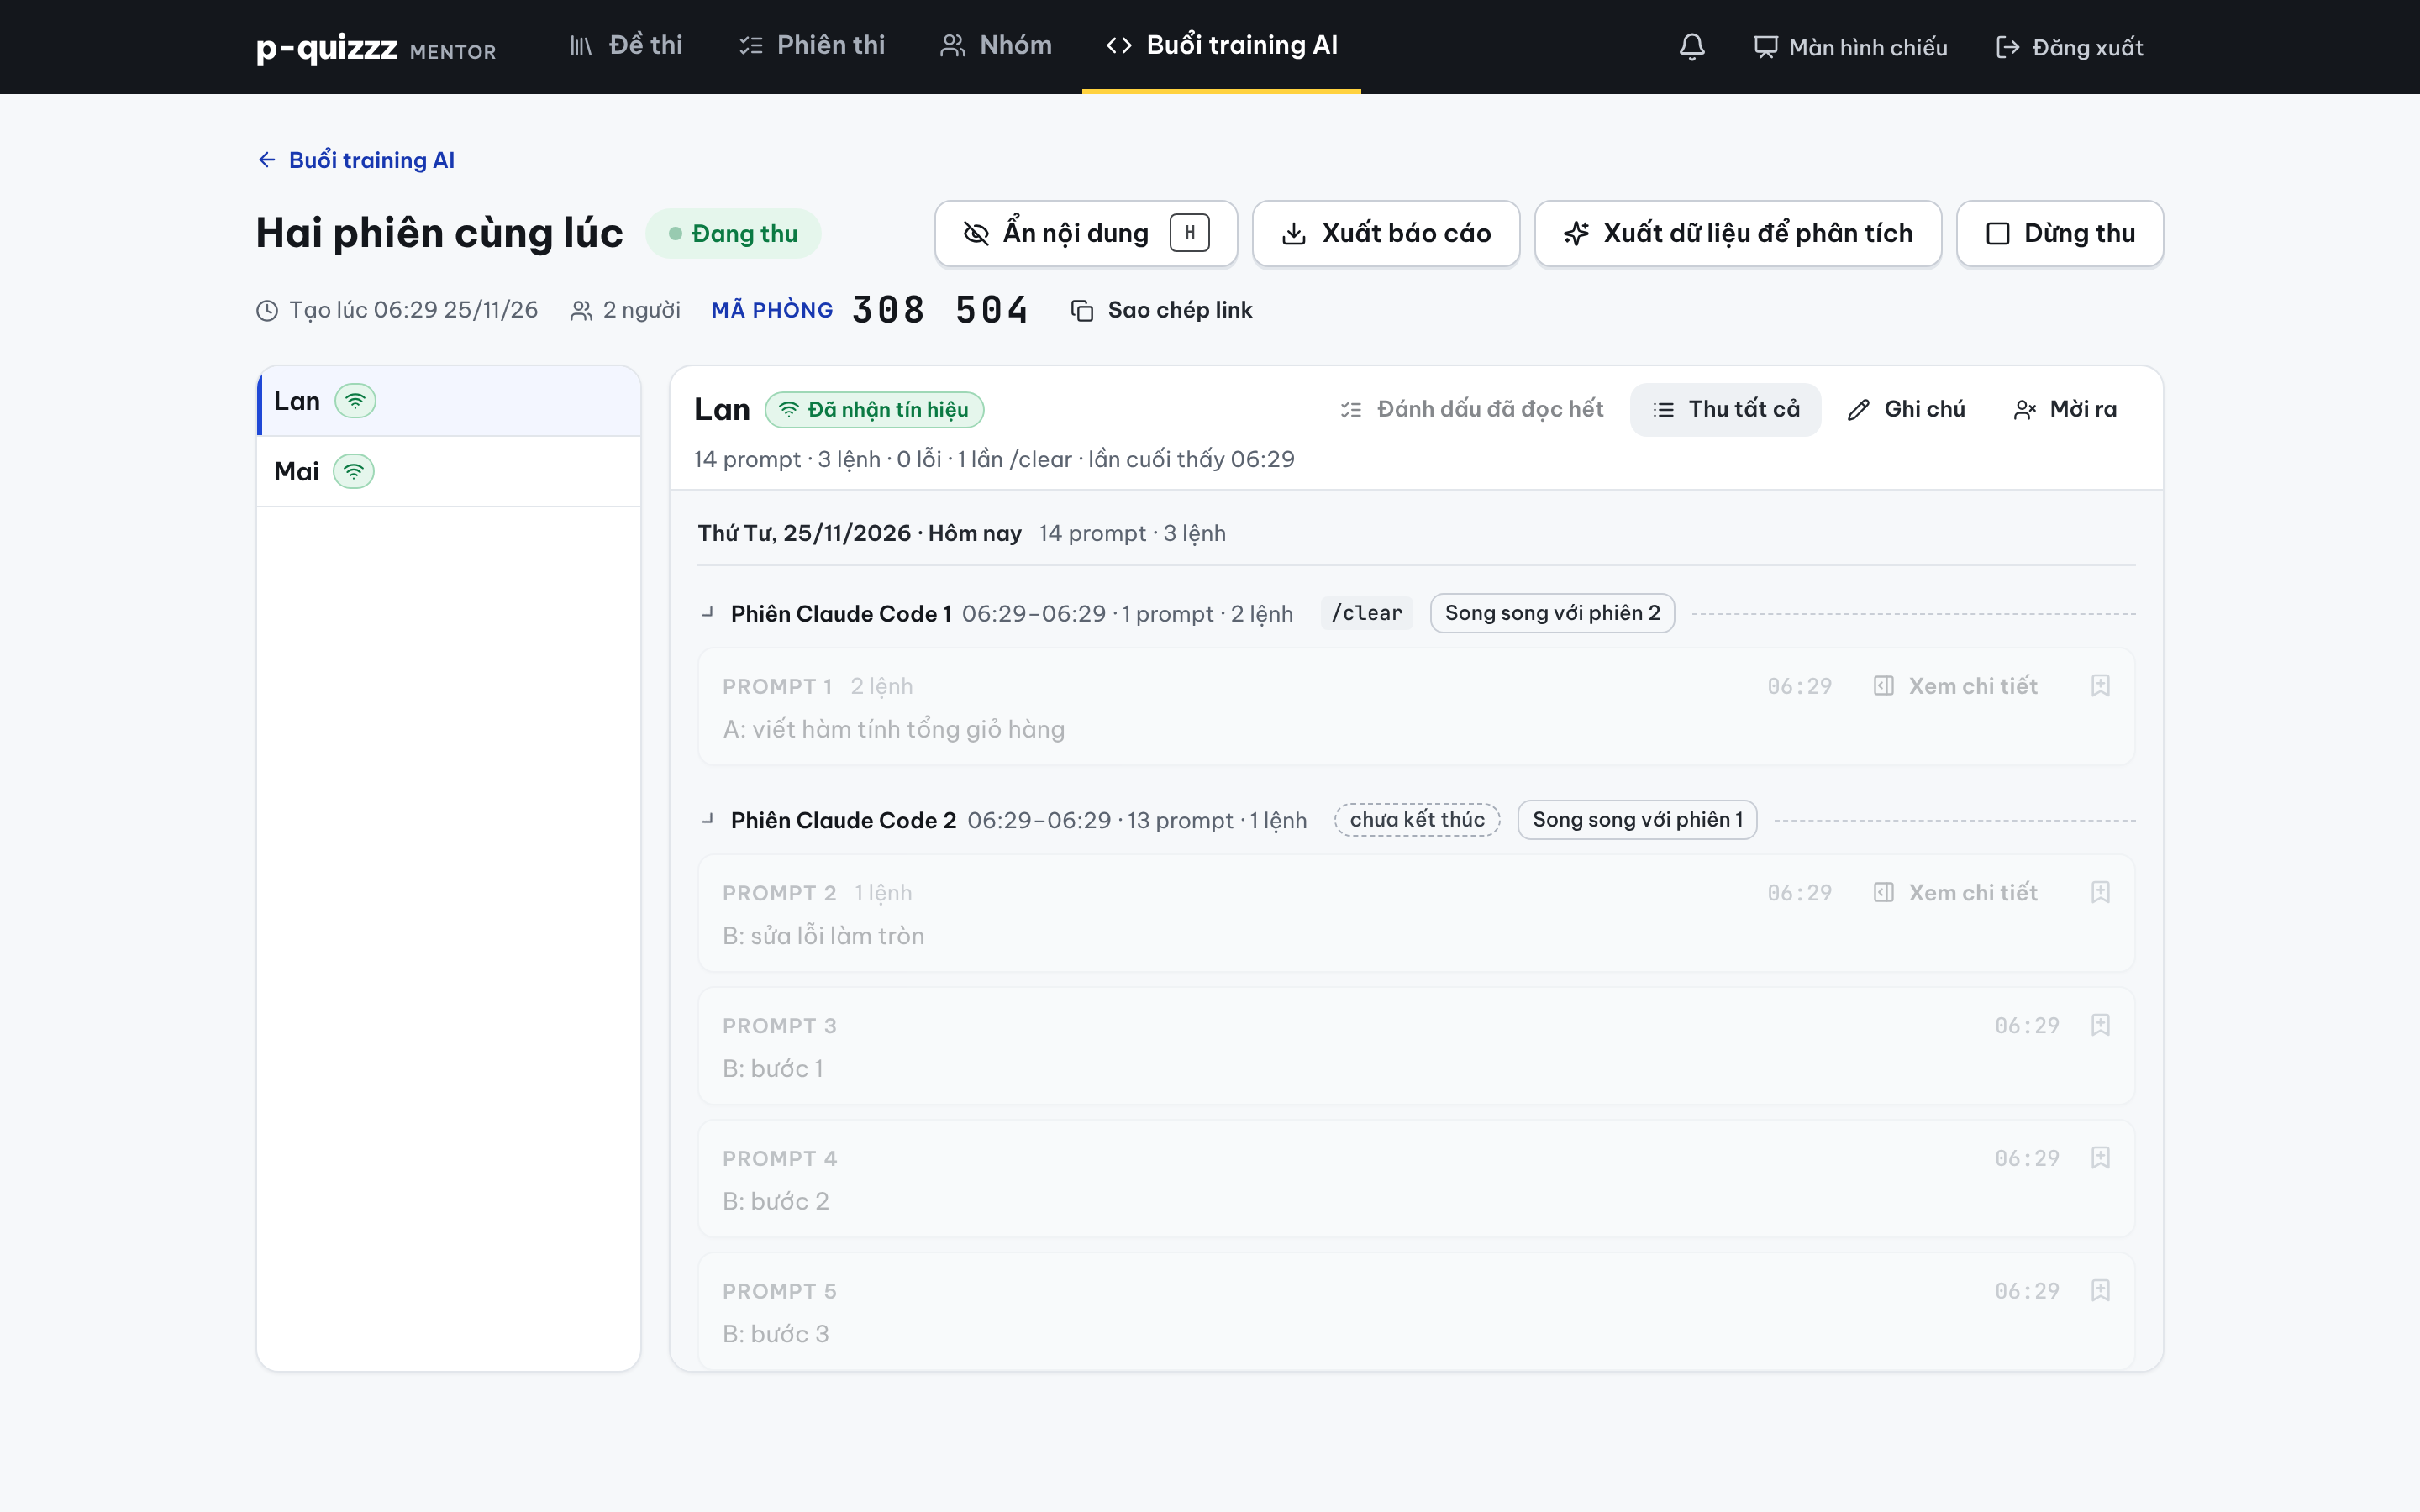 p-quizzz MENTOR
Đề thi
Phiên thi
Nhóm
Buổi training AI
Màn hình chiếu
Đăng xuất
Buổi training AI
Hai phiên cùng lúc
Đang thu
Ẩn nội dung H
Xuất báo cáo
Xuất dữ liệu để phân tích
Dừng thu
Tạo lúc 06:29 25/11/26
2 người
MÃ PHÒNG 308 504
Sao chép link
Lan
Mai
Lan
Đã nhận tín hiệu
Đánh dấu đã đọc hết
Thu tất cả
Ghi chú
Mời ra
14 prompt · 3 lệnh · 0 lỗi · 1 lần /clear · lần cuối thấy 06:29
Thứ Tư, 25/11/2026 · Hôm nay 14 prompt · 3 lệnh
Phiên Claude Code 1 06:29–06:29 · 1 prompt · 2 lệnh /clear Song song với phiên 2
PROMPT 1 2 lệnh 06:29 Xem chi tiết
A: viết hàm tính tổng giỏ hàng
Phiên Claude Code 2 06:29–06:29 · 13 prompt · 1 lệnh chưa kết thúc Song song với phiên 1
PROMPT 2 1 lệnh 06:29 Xem chi tiết
B: sửa lỗi làm tròn
PROMPT 3 06:29
B: bước 1
PROMPT 4 06:29
B: bước 2
PROMPT 5 06:29
B: bước 3